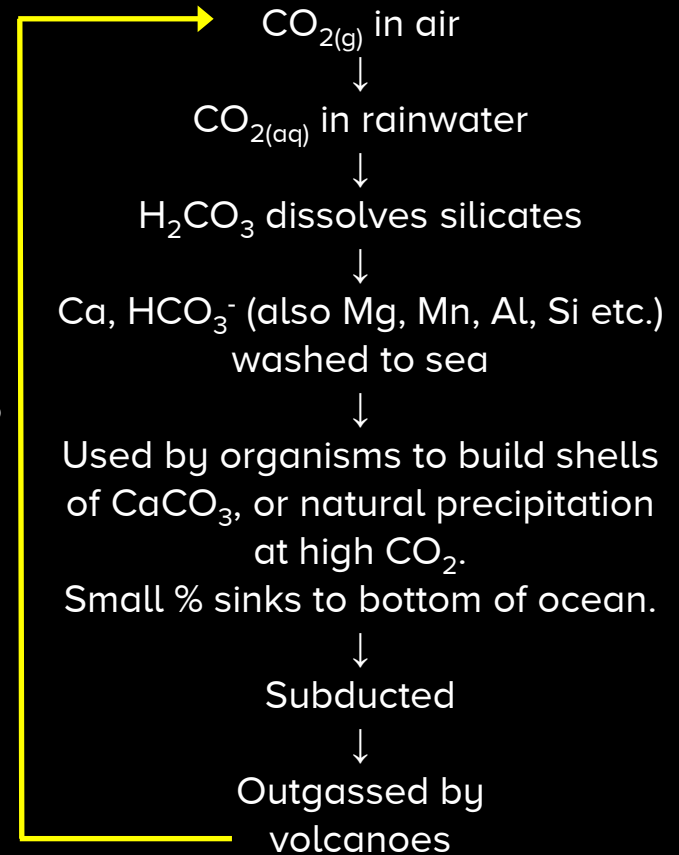 CO₂(g) in air
↓
CO₂(aq) in rainwater
↓
H₂CO₃ dissolves silicates
↓
Ca, HCO₃⁻ (also Mg, Mn, Al, Si etc.)
washed to sea
↓
Used by organisms to build shells
of CaCO₃, or natural precipitation
at high CO₂.
Small % sinks to bottom of ocean.
↓
Subducted
↓
Outgassed by
volcanoes